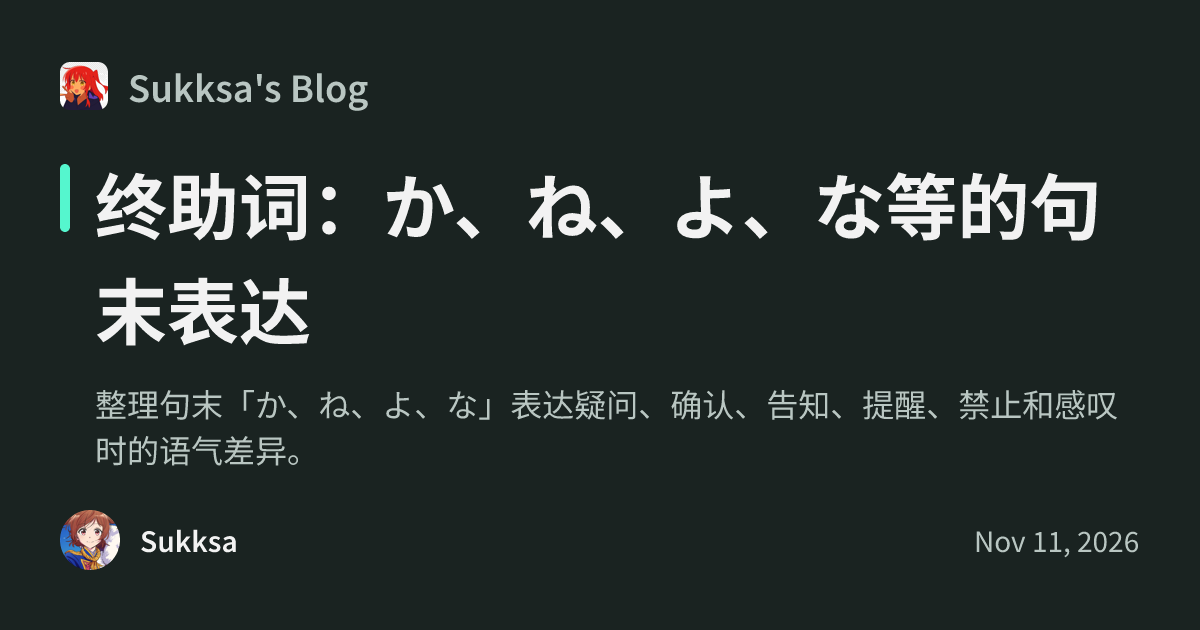 Sukksa's Blog
终助词：か、ね、よ、な等的句
末表达
整理句末「か、ね、よ、な」表达疑问、确认、告知、提醒、禁止和感叹
时的语气差异。
Sukksa
Nov 11, 2026